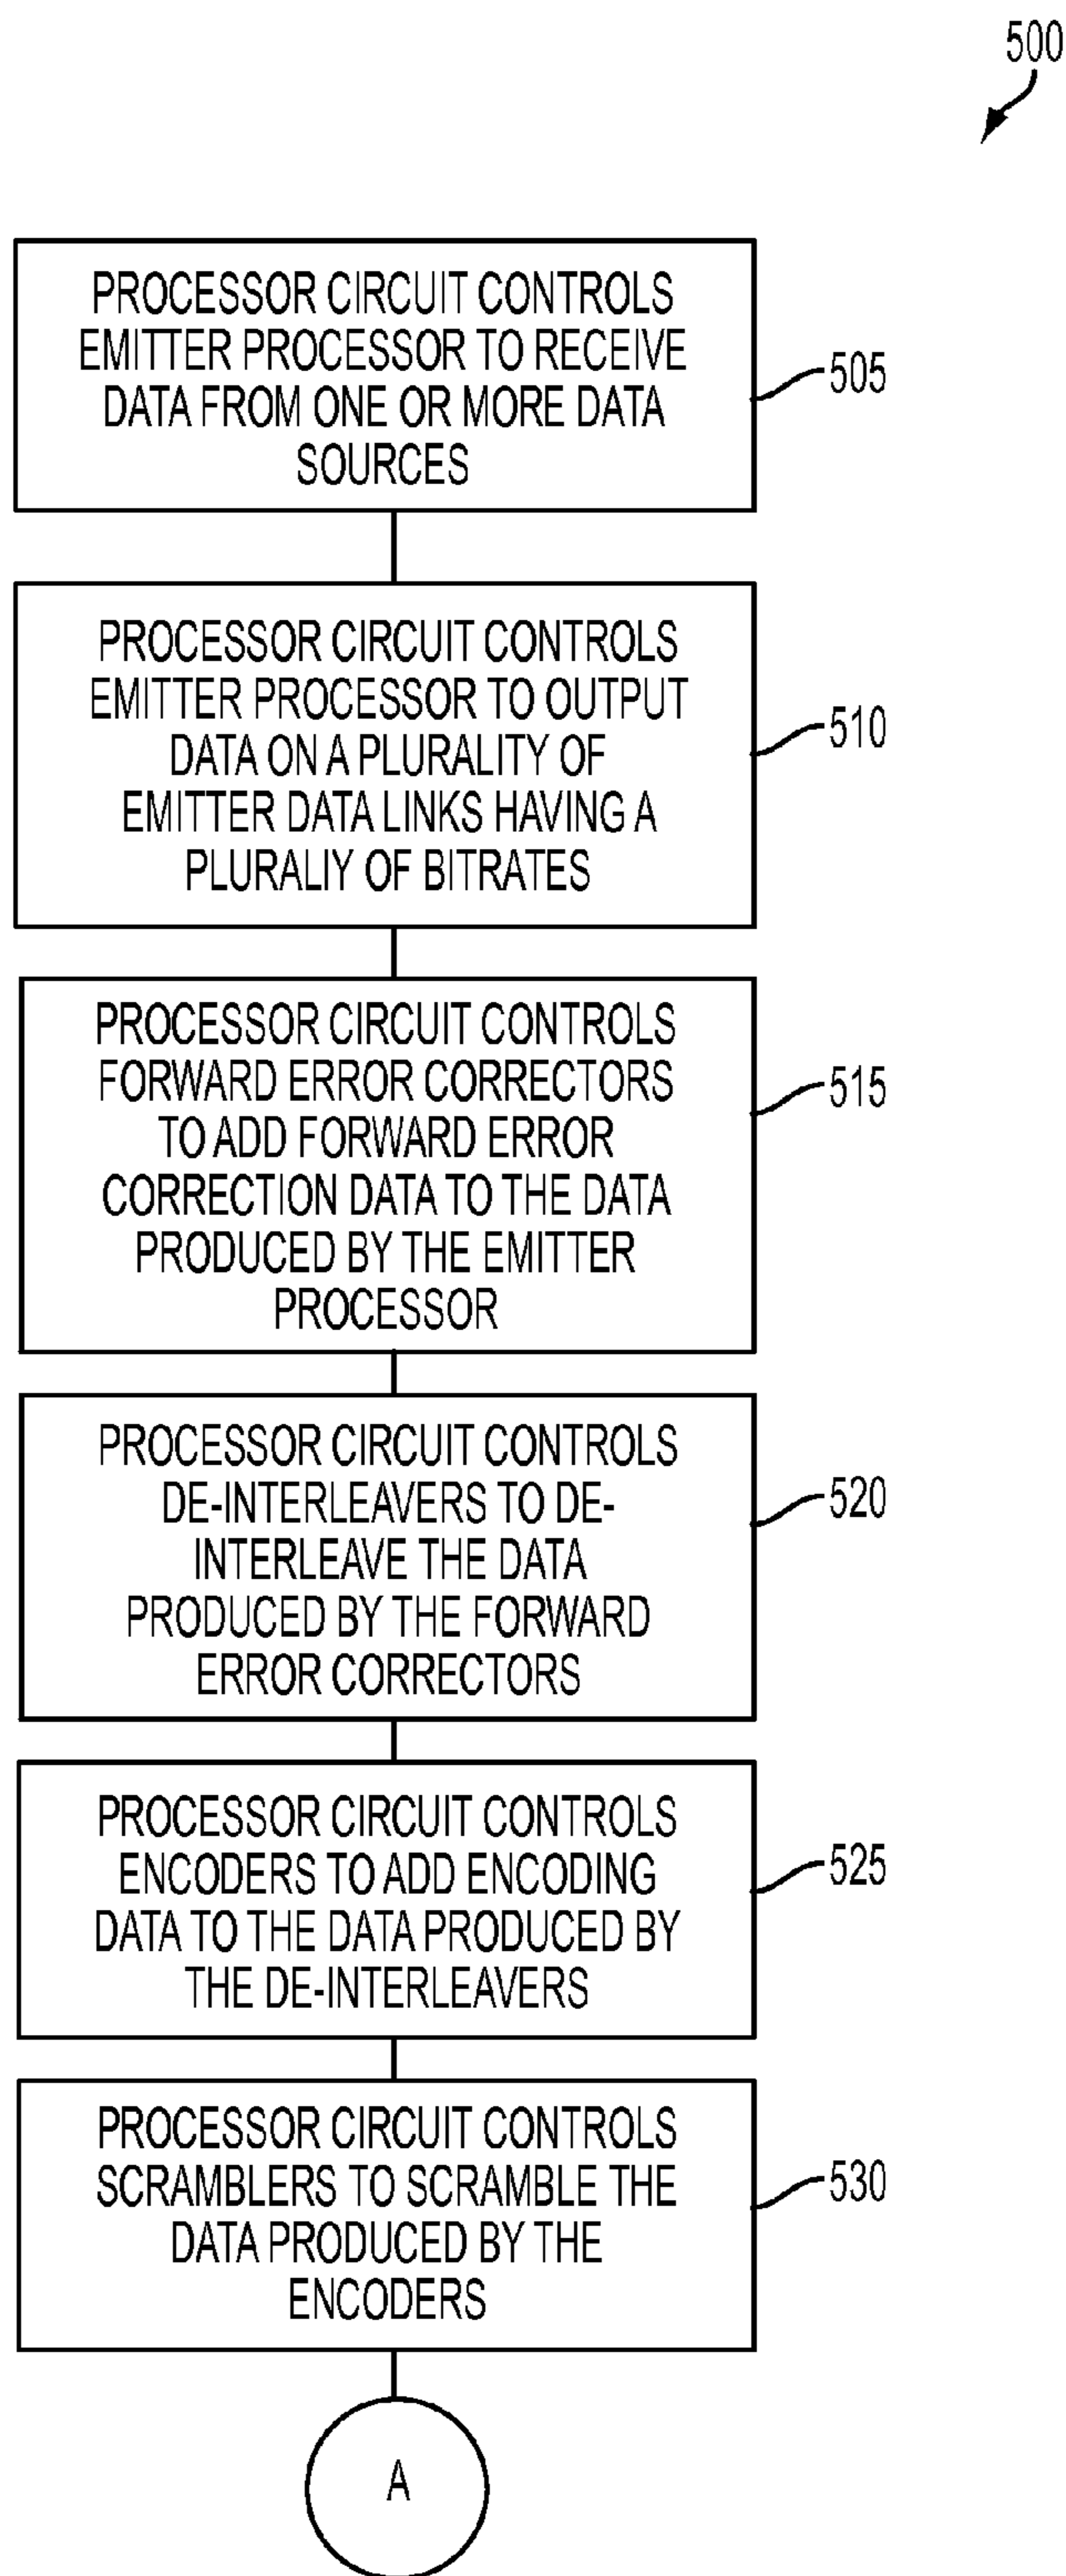 500
PROCESSOR CIRCUIT CONTROLS
EMITTER PROCESSOR TO RECEIVE
DATA FROM ONE OR MORE DATA
SOURCES
505
PROCESSOR CIRCUIT CONTROLS
EMITTER PROCESSOR TO OUTPUT
DATA ON A PLURALITY OF
EMITTER DATA LINKS HAVING A
PLURALIY OF BITRATES
510
PROCESSOR CIRCUIT CONTROLS
FORWARD ERROR CORRECTORS
TO ADD FORWARD ERROR
CORRECTION DATA TO THE DATA
PRODUCED BY THE EMITTER
PROCESSOR
515
PROCESSOR CIRCUIT CONTROLS
DE-INTERLEAVERS TO DE-
INTERLEAVE THE DATA
PRODUCED BY THE FORWARD
ERROR CORRECTORS
520
PROCESSOR CIRCUIT CONTROLS
ENCODERS TO ADD ENCODING
DATA TO THE DATA PRODUCED BY
THE DE-INTERLEAVERS
525
PROCESSOR CIRCUIT CONTROLS
SCRAMBLERS TO SCRAMBLE THE
DATA PRODUCED BY THE
ENCODERS
530
A